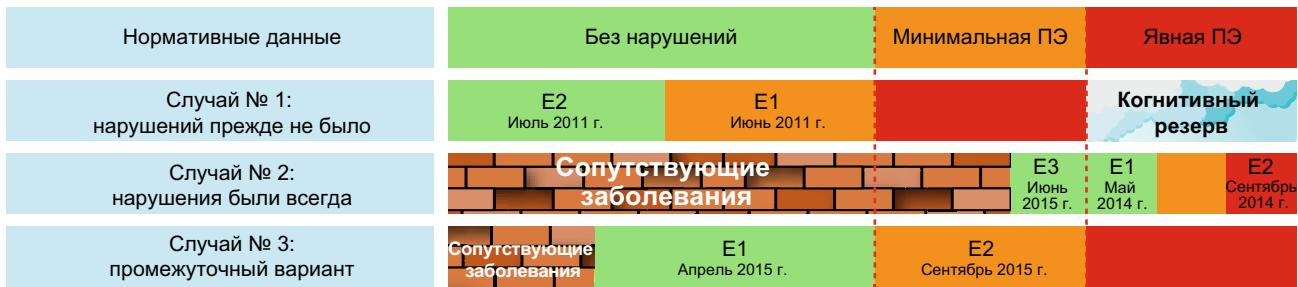 Нормативные данные
Без нарушений
Минимальная ПЭ
Явная ПЭ
Случай № 1:
нарушений прежде не было
E2
Июль 2011 г.
E1
Июнь 2011 г.
Когнитивный
резерв
Случай № 2:
нарушения были всегда
Сопутствующие
заболевания
E3
Июнь
2015 г.
E1
Май
2014 г.
E2
Сентябрь
2014 г.
Случай № 3:
промежуточный вариант
Сопутствующие
заболевания
E1
Апрель 2015 г.
E2
Сентябрь 2015 г.